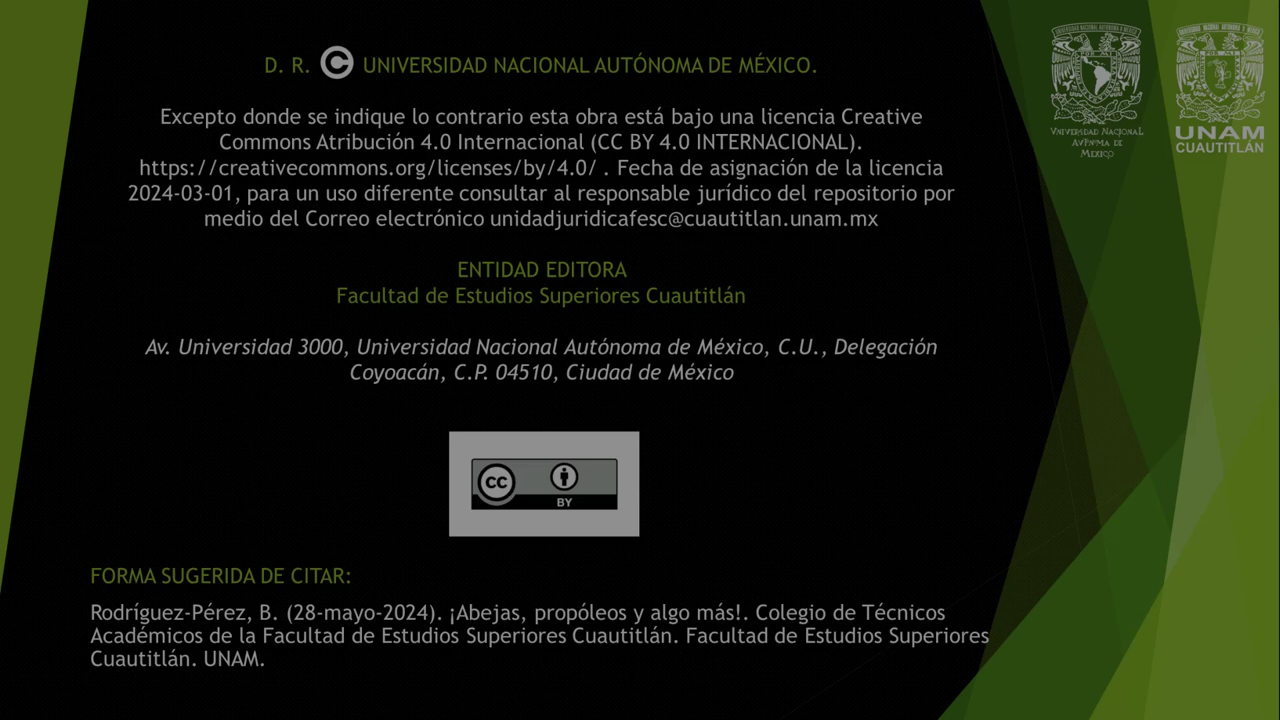 D. R. © UNIVERSIDAD NACIONAL AUTÓNOMA DE MÉXICO.
Excepto donde se indique lo contrario esta obra está bajo una licencia Creative
Commons Atribución 4.0 Internacional (CC BY 4.0 INTERNACIONAL).
https://creativecommons.org/licenses/by/4.0/ . Fecha de asignación de la licencia
2024-03-01, para un uso diferente consultar al responsable jurídico del repositorio por
medio del Correo electrónico unidadjuridicafesc@cuautitlan.unam.mx
ENTIDAD EDITORA
Facultad de Estudios Superiores Cuautitlán
Av. Universidad 3000, Universidad Nacional Autónoma de México, C.U., Delegación
Coyoacán, C.P. 04510, Ciudad de México
CC
BY
FORMA SUGERIDA DE CITAR:
Rodríguez-Pérez, B. (28-mayo-2024). ¡Abejas, propóleos y algo más!. Colegio de Técnicos
Académicos de la Facultad de Estudios Superiores Cuautitlán. Facultad de Estudios Superiores
Cuautitlán. UNAM.
VNIVERSIDAD NACIONAL
AVFNMA DE
MEXICO
UNAM
CUAUTITLÁN